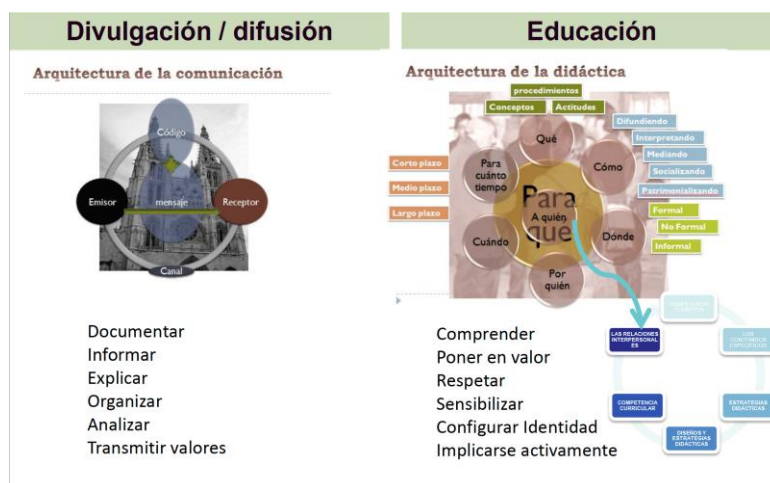 Divulgación / difusión
Arquitectura de la comunicación
Código
Emisor
mensaje
Receptor
Canal
Documentar
Informar
Explicar
Organizar
Analizar
Transmitir valores
Educación
Arquitectura de la didáctica
procedimientos
Conceptos
Actitudes
Qué
Cómo
Dónde
Por
quién
Cuándo
Para
cuánto
tiempo
Para
A quién
que
Corto plazo
Medio plazo
Largo plazo
Difundiendo
Interpretando
Mediando
Socializando
Patrimonializando
Formal
No Formal
Informal
Comprender
Poner en valor
Respetar
Sensibilizar
Configurar Identidad
Implicarse activamente
LAS RELACIONES
INTERPERSONAL
ES
COMPETENCIA
CURRICULAR
DISEÑOS Y
ESTRATEGIAS
DIDÁCTICAS
ESTRATEGIAS
DIDÁCTICAS